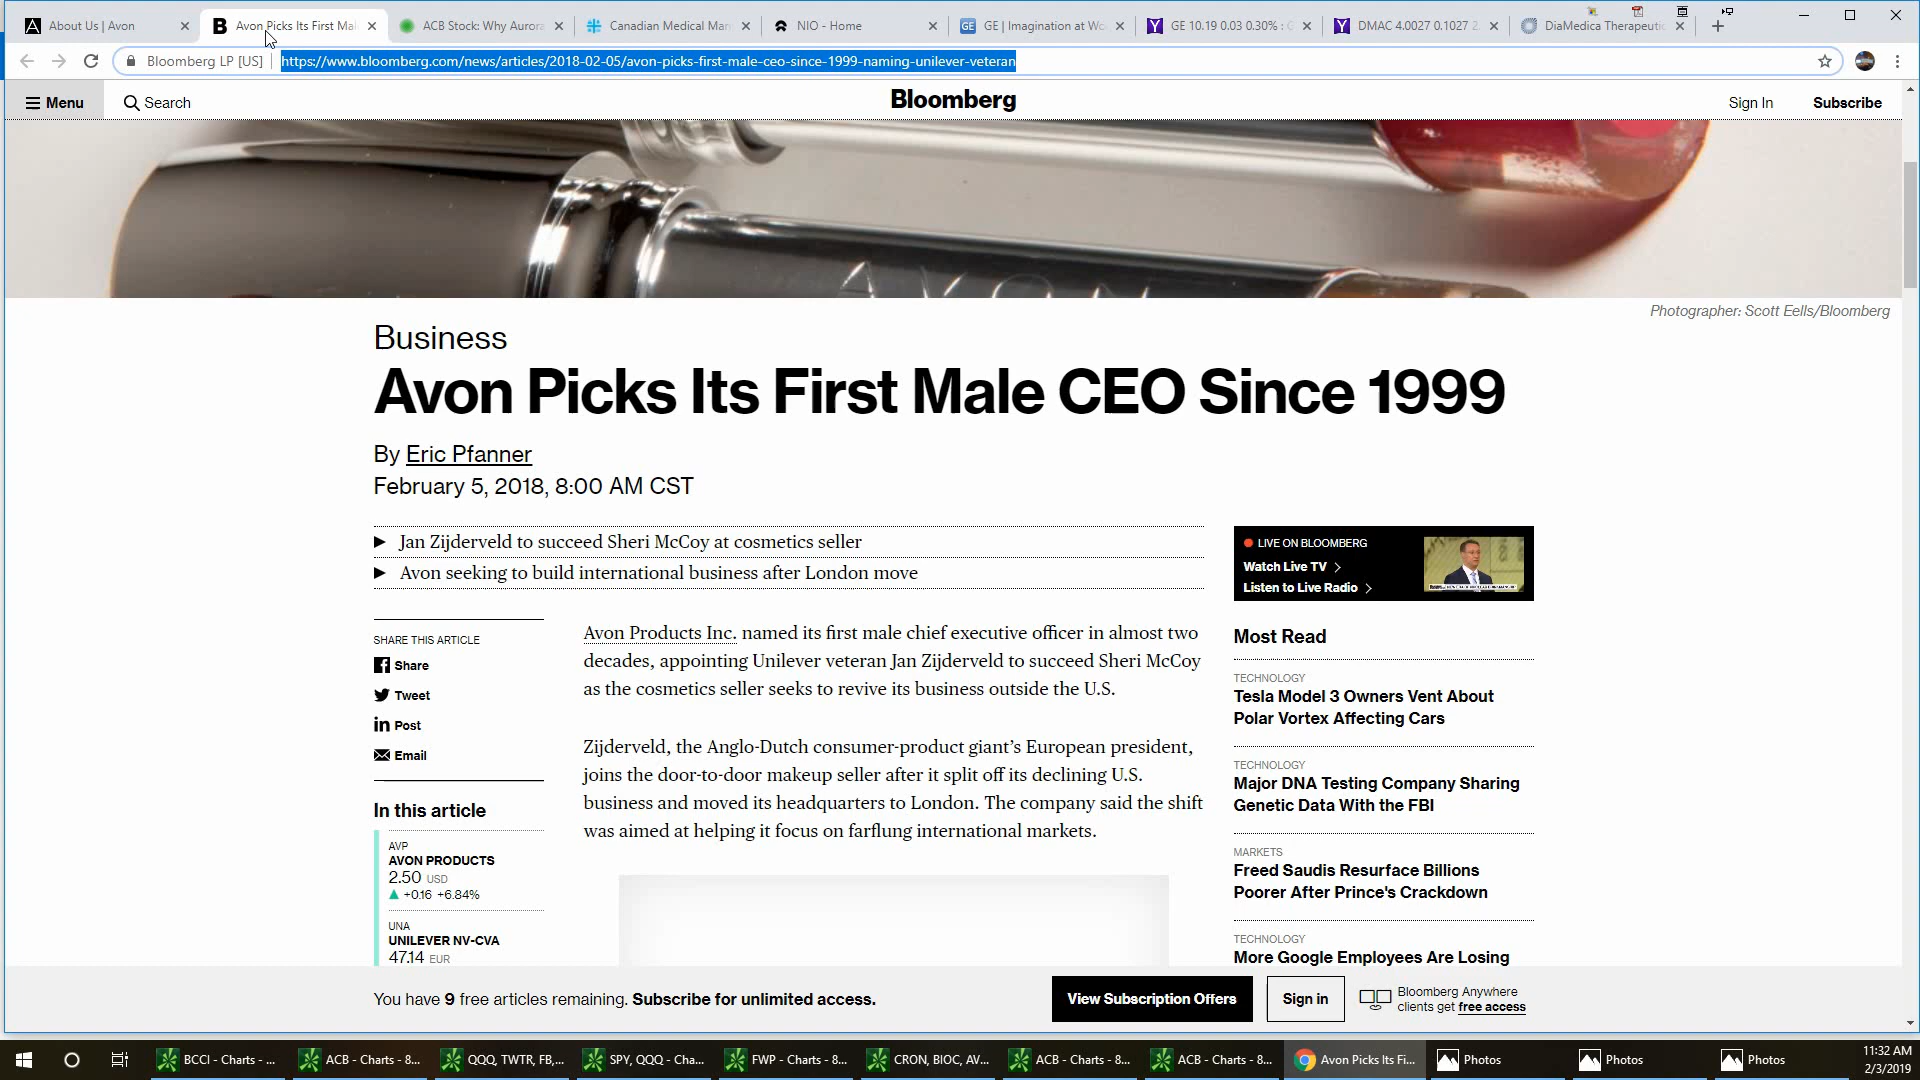 About Us | Avon
Avon Picks Its First Mal
ACB Stock: Why Aurora
Canadian Medical Mar
NIO - Home
GE | Imagination at Wo
GE 10.19 0.03 0.30% : G
DMAC 4.0027 0.1027 2.
DiaMedica Therapeutic
Bloomberg LP [US]
https://www.bloomberg.com/news/articles/2018-02-05/avon-picks-first-male-ceo-since-1999-naming-unilever-veteran
Menu
Search
Bloomberg
Sign In
Subscribe
AVON
Photographer: Scott Eells/Bloomberg
Business
Avon Picks Its First Male CEO Since 1999
By Eric Pfanner
February 5, 2018, 8:00 AM CST
Jan Zijderveld to succeed Sheri McCoy at cosmetics seller
Avon seeking to build international business after London move
SHARE THIS ARTICLE
Share
Tweet
Post
Email
In this article
AVP
AVON PRODUCTS
2.50 USD
▲ +0.16 +6.84%
UNA
UNILEVER NV-CVA
47.14 EUR
Avon Products Inc. named its first male chief executive officer in almost two
decades, appointing Unilever veteran Jan Zijderveld to succeed Sheri McCoy
as the cosmetics seller seeks to revive its business outside the U.S.
Zijderveld, the Anglo-Dutch consumer-product giant's European president,
joins the door-to-door makeup seller after it split off its declining U.S.
business and moved its headquarters to London. The company said the shift
was aimed at helping it focus on farflung international markets.
LIVE ON BLOOMBERG
Watch Live TV
Listen to Live Radio
Most Read
TECHNOLOGY
Tesla Model 3 Owners Vent About
Polar Vortex Affecting Cars
TECHNOLOGY
Major DNA Testing Company Sharing
Genetic Data With the FBI
MARKETS
Freed Saudis Resurface Billions
Poorer After Prince's Crackdown
TECHNOLOGY
More Google Employees Are Losing
You have 9 free articles remaining. Subscribe for unlimited access.
View Subscription Offers
Sign in
Bloomberg Anywhere
clients get free access
BCCI - Charts - ...
ACB - Charts - 8...
QQQ, TWTR, FB,...
SPY, QQQ - Cha...
FWP - Charts - 8...
CRON, BIOC, AV...
ACB - Charts - 8...
ACB - Charts - 8...
Avon Picks Its Fi...
Photos
Photos
Photos
11:32 AM
2/3/2019